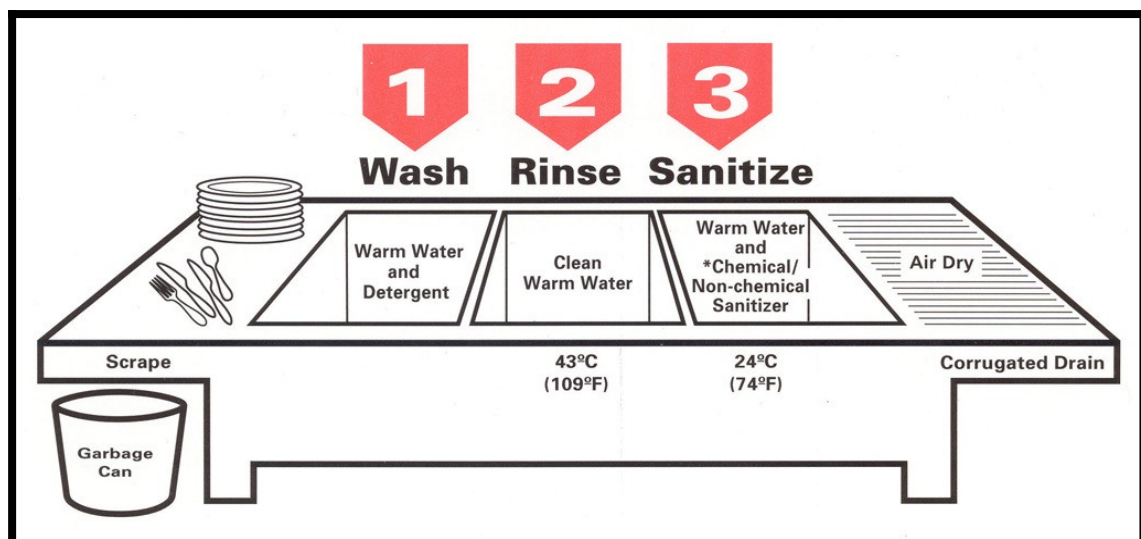 1 2 3
Wash Rinse Sanitize
Warm Water
and
Detergent
Clean
Warm Water
Warm Water
and
*Chemical/
Non-chemical
Sanitizer
Air Dry
Scrape
43ºC
(109ºF)
24ºC
(74ºF)
Corrugated Drain
Garbage
Can